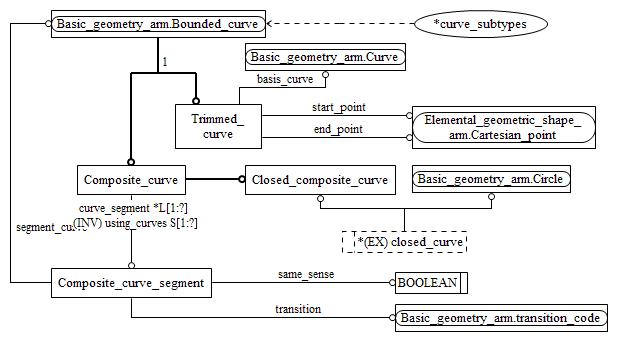 Basic_geometry_arm.Bounded_curve
*curve_subtypes
1
Basic_geometry_arm.Curve
basis_curve
Trimmed_
curve
start_point
end_point
Elemental_geometric_shape_
arm.Cartesian_point
Composite_curve
Closed_composite_curve
Basic_geometry_arm.Circle
curve_segment *L[1:?]
(INV) using_curves S[1:?]
segment_curve
*(EX) closed_curve
Composite_curve_segment
same_sense
BOOLEAN
transition
Basic_geometry_arm.transition_code